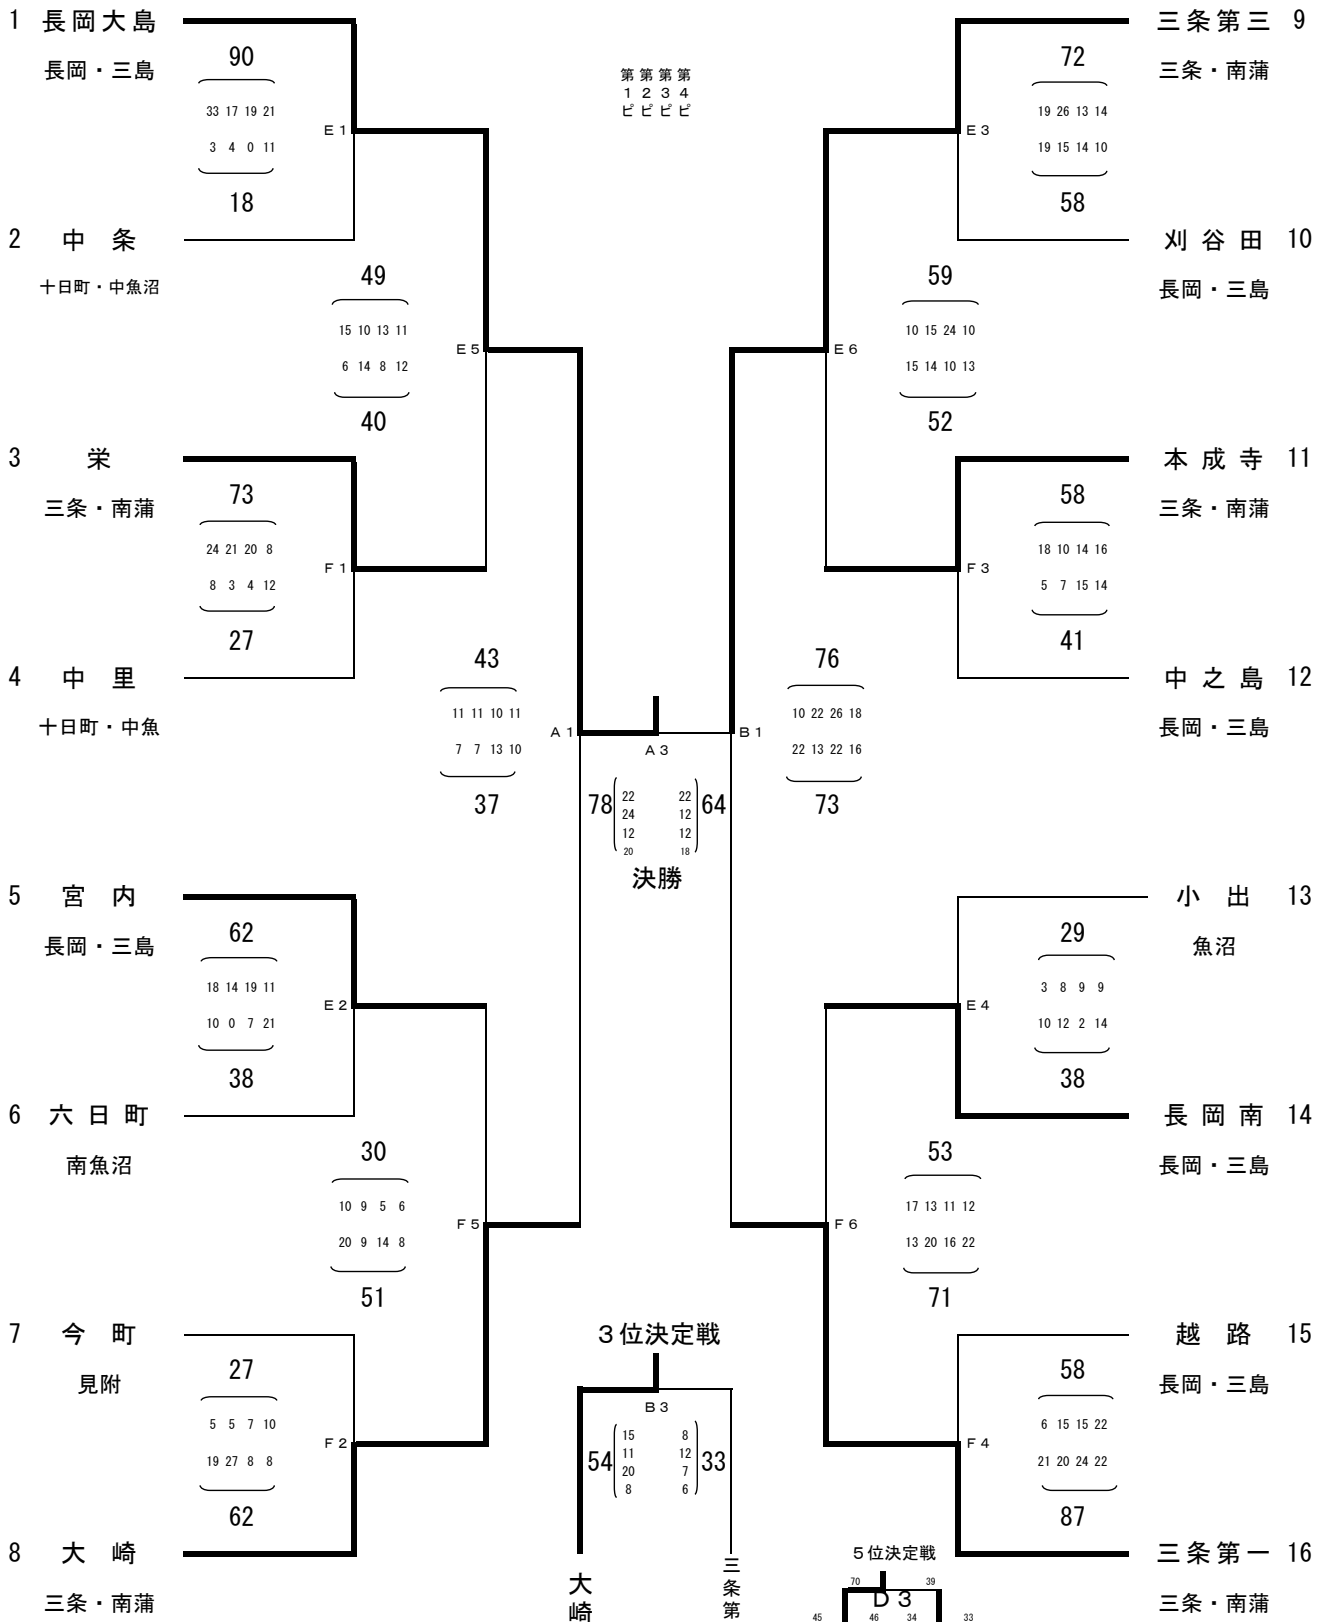 1 長岡大島
長岡・三島
90
33 17 19 21
3 4 0 11
18
E1
2 中条
十日町・中魚沼
49
15 10 13 11
6 14 8 12
40
E5
3 栄
三条・南蒲
73
24 21 20 8
8 3 4 12
27
F1
4 中里
十日町・中魚
43
11 11 10 11
7 7 13 10
37
A1
5 宮内
長岡・三島
62
18 14 19 11
10 0 7 21
38
E2
6 六日町
南魚沼
30
10 9 5 6
20 9 14 8
51
F5
7 今町
見附
27
5 5 7 10
19 27 8 8
62
F2
8 大崎
三条・南蒲
第1ピ
第2ピ
第3ピ
第4ピ
A3
78
22 22
24 12
12 12
20 18
64
決勝
3位決定戦
B3
54
15 8
11 12
20 7
8 6
33
大崎
三条第
5位決定戦
70 39
D3
45 46 34 33
三条第三 9
三条・南蒲
72
19 26 13 14
19 15 14 10
58
E3
刈谷田 10
長岡・三島
59
10 15 24 10
15 14 10 13
52
E6
本成寺 11
三条・南蒲
58
18 10 14 16
5 7 15 14
41
F3
中之島 12
長岡・三島
76
10 22 26 18
22 13 22 16
73
B1
小出 13
魚沼
29
3 8 9 9
10 12 2 14
38
E4
長岡南 14
長岡・三島
53
17 13 11 12
13 20 16 22
71
F6
越路 15
長岡・三島
58
6 15 15 22
21 20 24 22
87
F4
三条第一 16
三条・南蒲